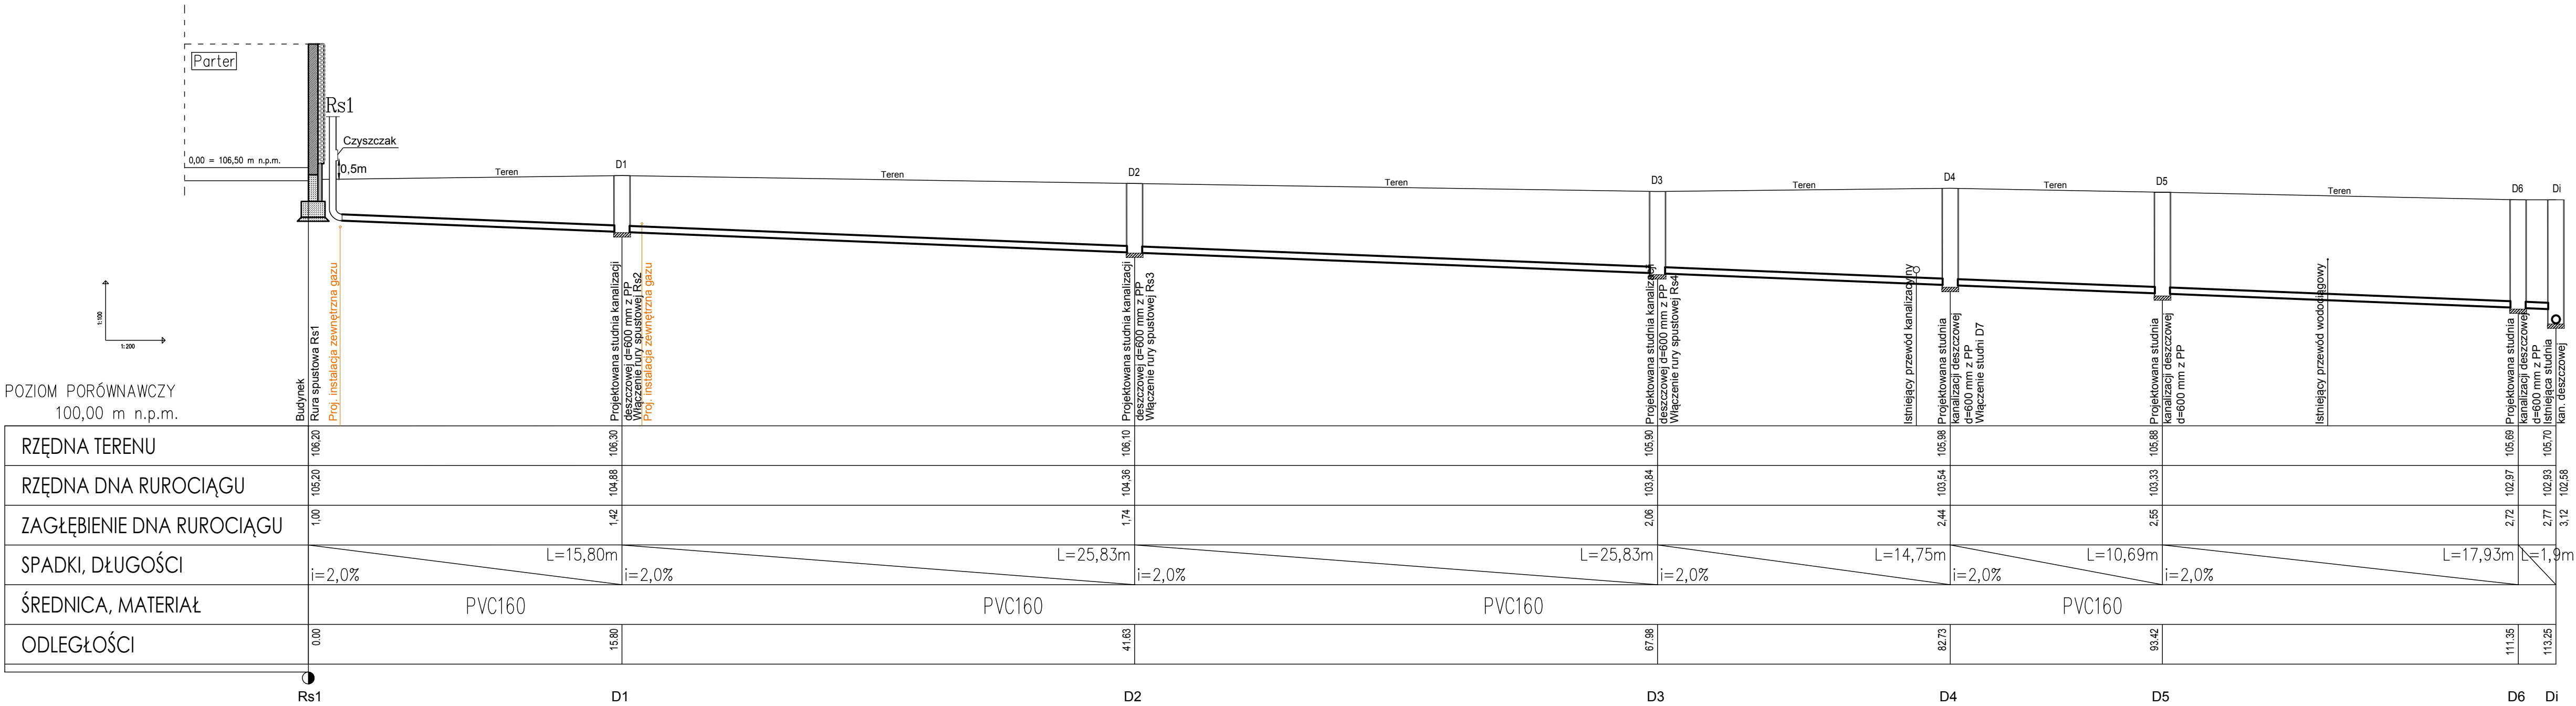 Parter
Rs1
Czyszczak
0,00 = 106,50 m n.p.m.
0,5m
Teren
D1
Teren
D2
Teren
D3
Teren
D4
Teren
D5
Teren
D6
Di
1:100
1:200
POZIOM PORÓWNAWCZY
100,00 m n.p.m.
Budynek
Rura spustowa Rs1
Proj. instalacja zewnętrzna gazu
Projektowana studnia kanalizacji
deszczowej d=600 mm z PP
Włączenie rury spustowej Rs2
Proj. instalacja zewnętrzna gazu
Projektowana studnia kanalizacji
deszczowej d=600 mm z PP
Włączenie rury spustowej Rs3
Projektowana studnia kanalizacji
deszczowej d=600 mm z PP
Włączenie rury spustowej Rs4
Istniejący przewód kanalizacyjny
Projektowana studnia
kanalizacji deszczowej
d=600 mm z PP
Włączenie studni D7
Projektowana studnia
kanalizacji deszczowej
d=600 mm z PP
Istniejący przewód wodociągowy
Projektowana studnia
kanalizacji deszczowej
d=600 mm z PP
Istniejąca studnia
kan. deszczowej
RZĘDNA TERENU
106,20
106,30
106,10
105,90
105,98
105,88
105,69
105,70
RZĘDNA DNA RUROCIĄGU
105,20
104,88
104,36
103,84
103,54
103,33
102,97
102,93
102,58
ZAGŁĘBIENIE DNA RUROCIĄGU
1,00
1,42
1,74
2,06
2,44
2,55
2,72
2,77
3,12
SPADKI, DŁUGOŚCI
i=2,0%
L=15,80m
i=2,0%
L=25,83m
i=2,0%
L=25,83m
i=2,0%
L=14,75m
i=2,0%
L=10,69m
i=2,0%
L=17,93m
L=1,9m
ŚREDNICA, MATERIAŁ
PVC160
PVC160
PVC160
PVC160
ODLEGŁOŚCI
0.00
15.80
41.63
67.98
82.73
93.42
111.35
113.25
Rs1
D1
D2
D3
D4
D5
D6
Di